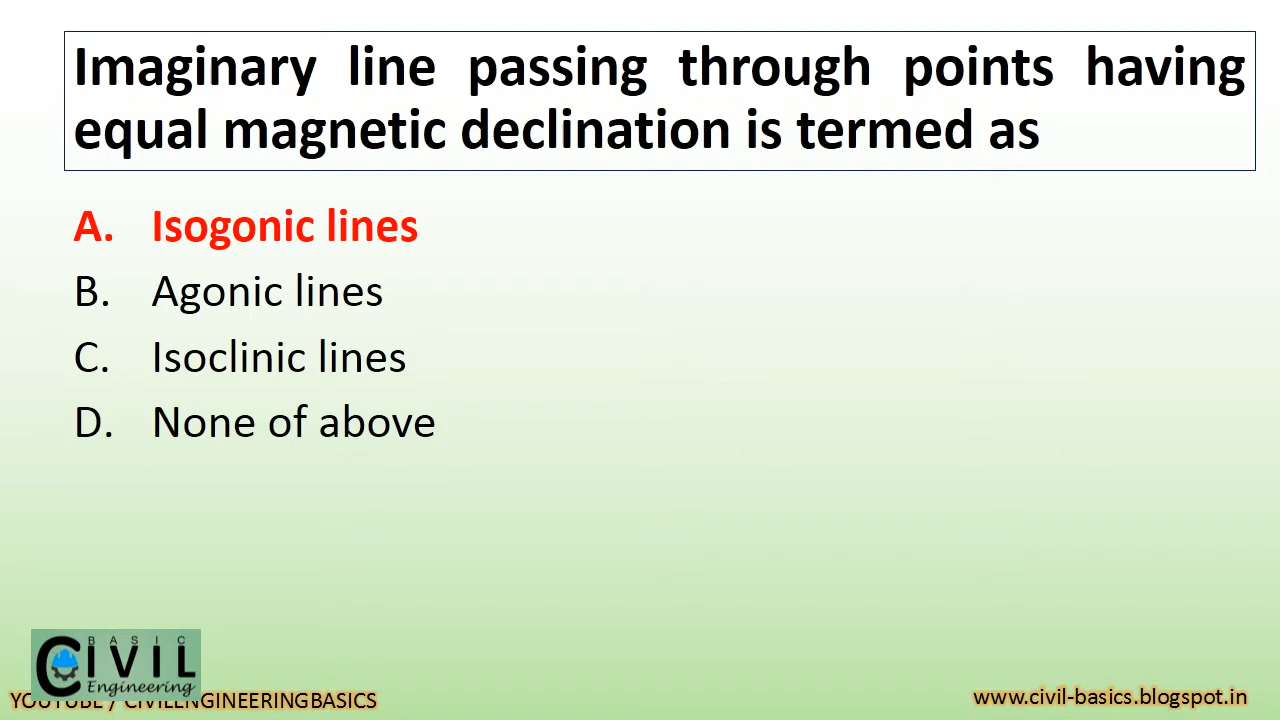 Imaginary line passing through points having
equal magnetic declination is termed as
A. Isogonic lines
B. Agonic lines
C. Isoclinic lines
D. None of above
BASIC
CIVIL
Engineering
YOUTUBE / CIVILENGINEERINGBASICS
www.civil-basics.blogspot.in